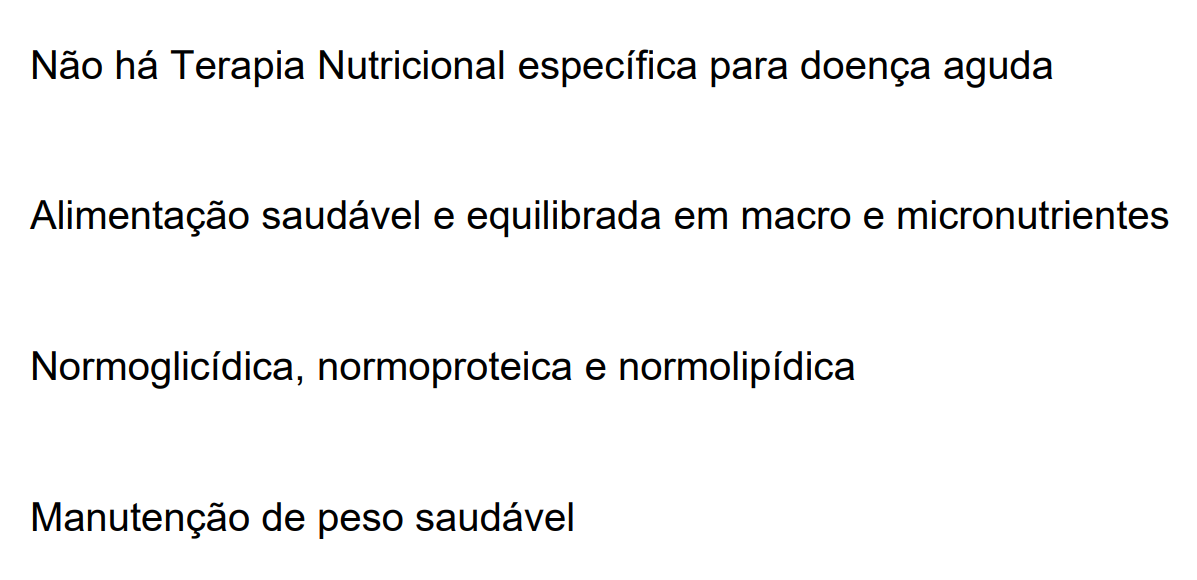 Não há Terapia Nutricional específica para doença aguda
Alimentação saudável e equilibrada em macro e micronutrientes
Normoglicídica, normoproteica e normolipídica
Manutenção de peso saudável